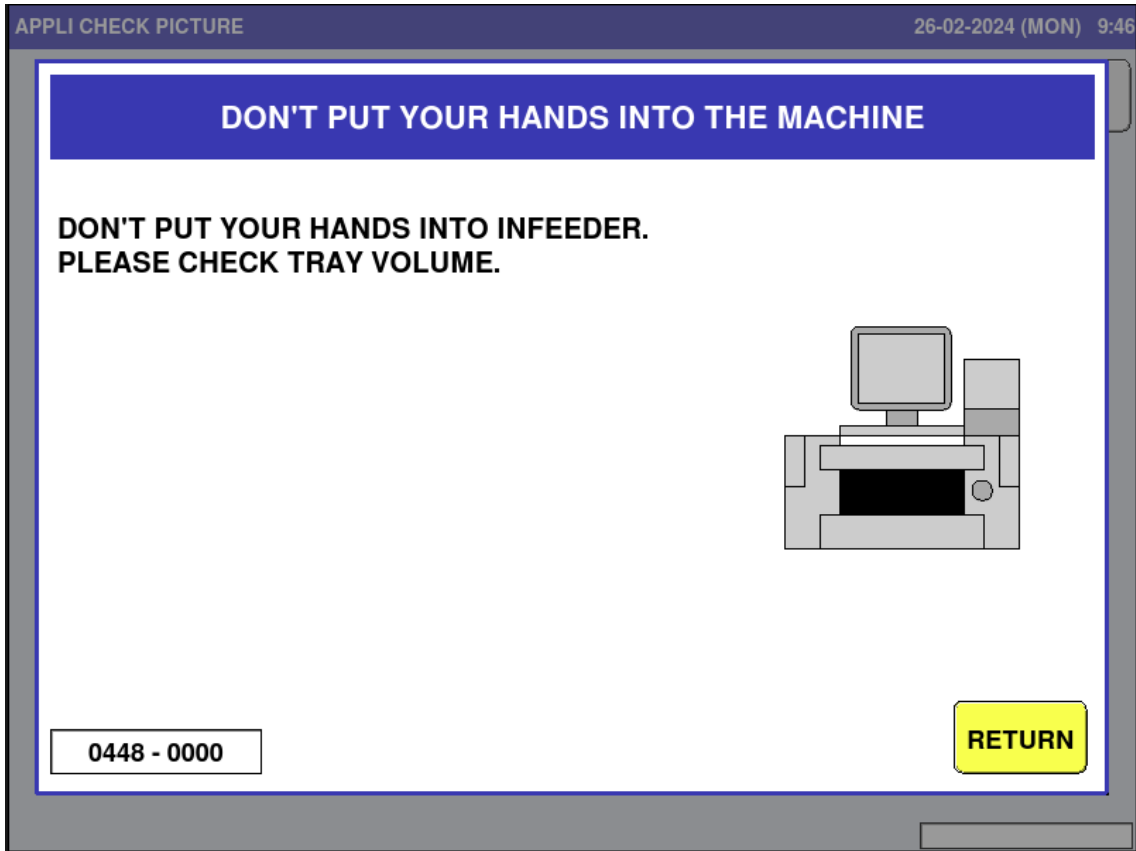 APPLI CHECK PICTURE
26-02-2024 (MON) 9:46
DON'T PUT YOUR HANDS INTO THE MACHINE
DON'T PUT YOUR HANDS INTO INFEEDER.
PLEASE CHECK TRAY VOLUME.
0448 - 0000
RETURN